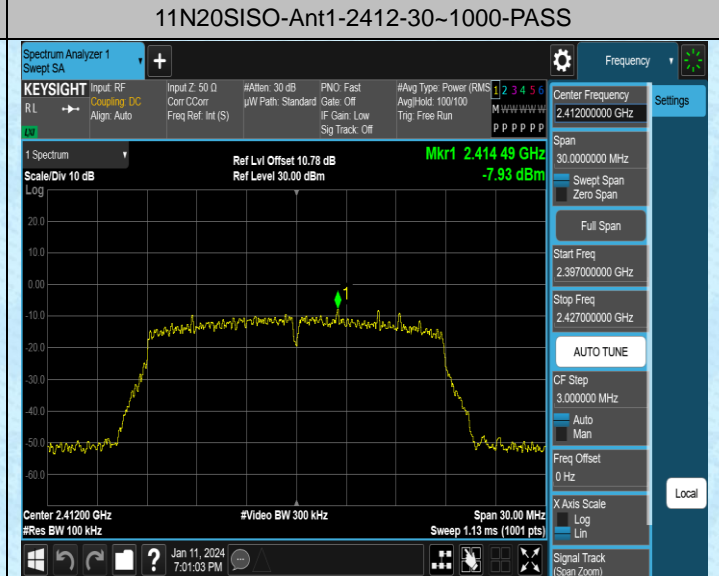 11N20SISO-Ant1-2412-30~1000-PASS
Spectrum Analyzer 1
Swept SA
+
Frequency
KEYSIGHT
RL
LXI
Input: RF
Coupling: DC
Align: Auto
Input Z: 50 Ω
Corr CCorr
Freq Ref: Int (S)
#Atten: 30 dB
µW Path: Standard
PNO: Fast
Gate: Off
IF Gain: Low
Sig Track: Off
#Avg Type: Power (RMS
Avg|Hold: 100/100
Trig: Free Run
1 2 3 4 5 6
M W W W W W
P P P P P P
Center Frequency
2.412000000 GHz
Settings
1 Spectrum
Scale/Div 10 dB
Log
Ref Lvl Offset 10.78 dB
Ref Level 30.00 dBm
Mkr1 2.414 49 GHz
-7.93 dBm
Span
30.0000000 MHz
Swept Span
Zero Span
Full Span
Start Freq
2.397000000 GHz
Stop Freq
2.427000000 GHz
AUTO TUNE
CF Step
3.000000 MHz
Auto
Man
Freq Offset
0 Hz
X Axis Scale
Log
Lin
Signal Track
(Span Zoom)
Local
20.0
10.0
0.00
-10.0
-20.0
-30.0
-40.0
-50.0
-60.0
1
Center 2.41200 GHz
#Res BW 100 kHz
#Video BW 300 kHz
Span 30.00 MHz
Sweep 1.13 ms (1001 pts)
?
Jan 11, 2024
7:01:03 PM